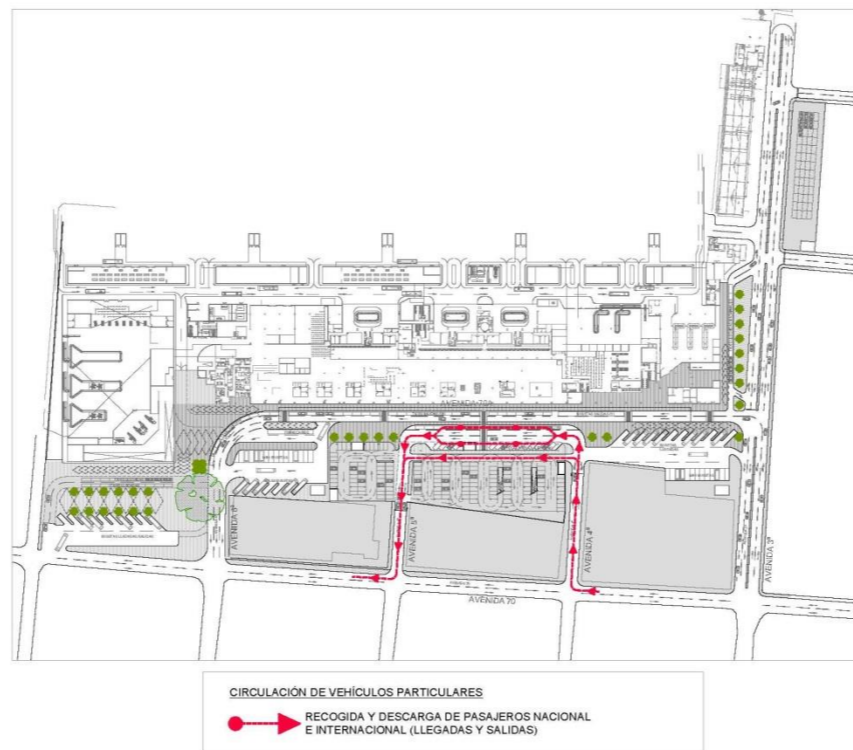 AVENIDA 70ª
AVENIDA 6ª
AVENIDA 5ª
AVENIDA 4ª
AVENIDA 3ª
AVENIDA 70
CIRCULACIÓN DE VEHÍCULOS PARTICULARES
RECOGIDA Y DESCARGA DE PASAJEROS NACIONAL
E INTERNACIONAL (LLEGADAS Y SALIDAS)